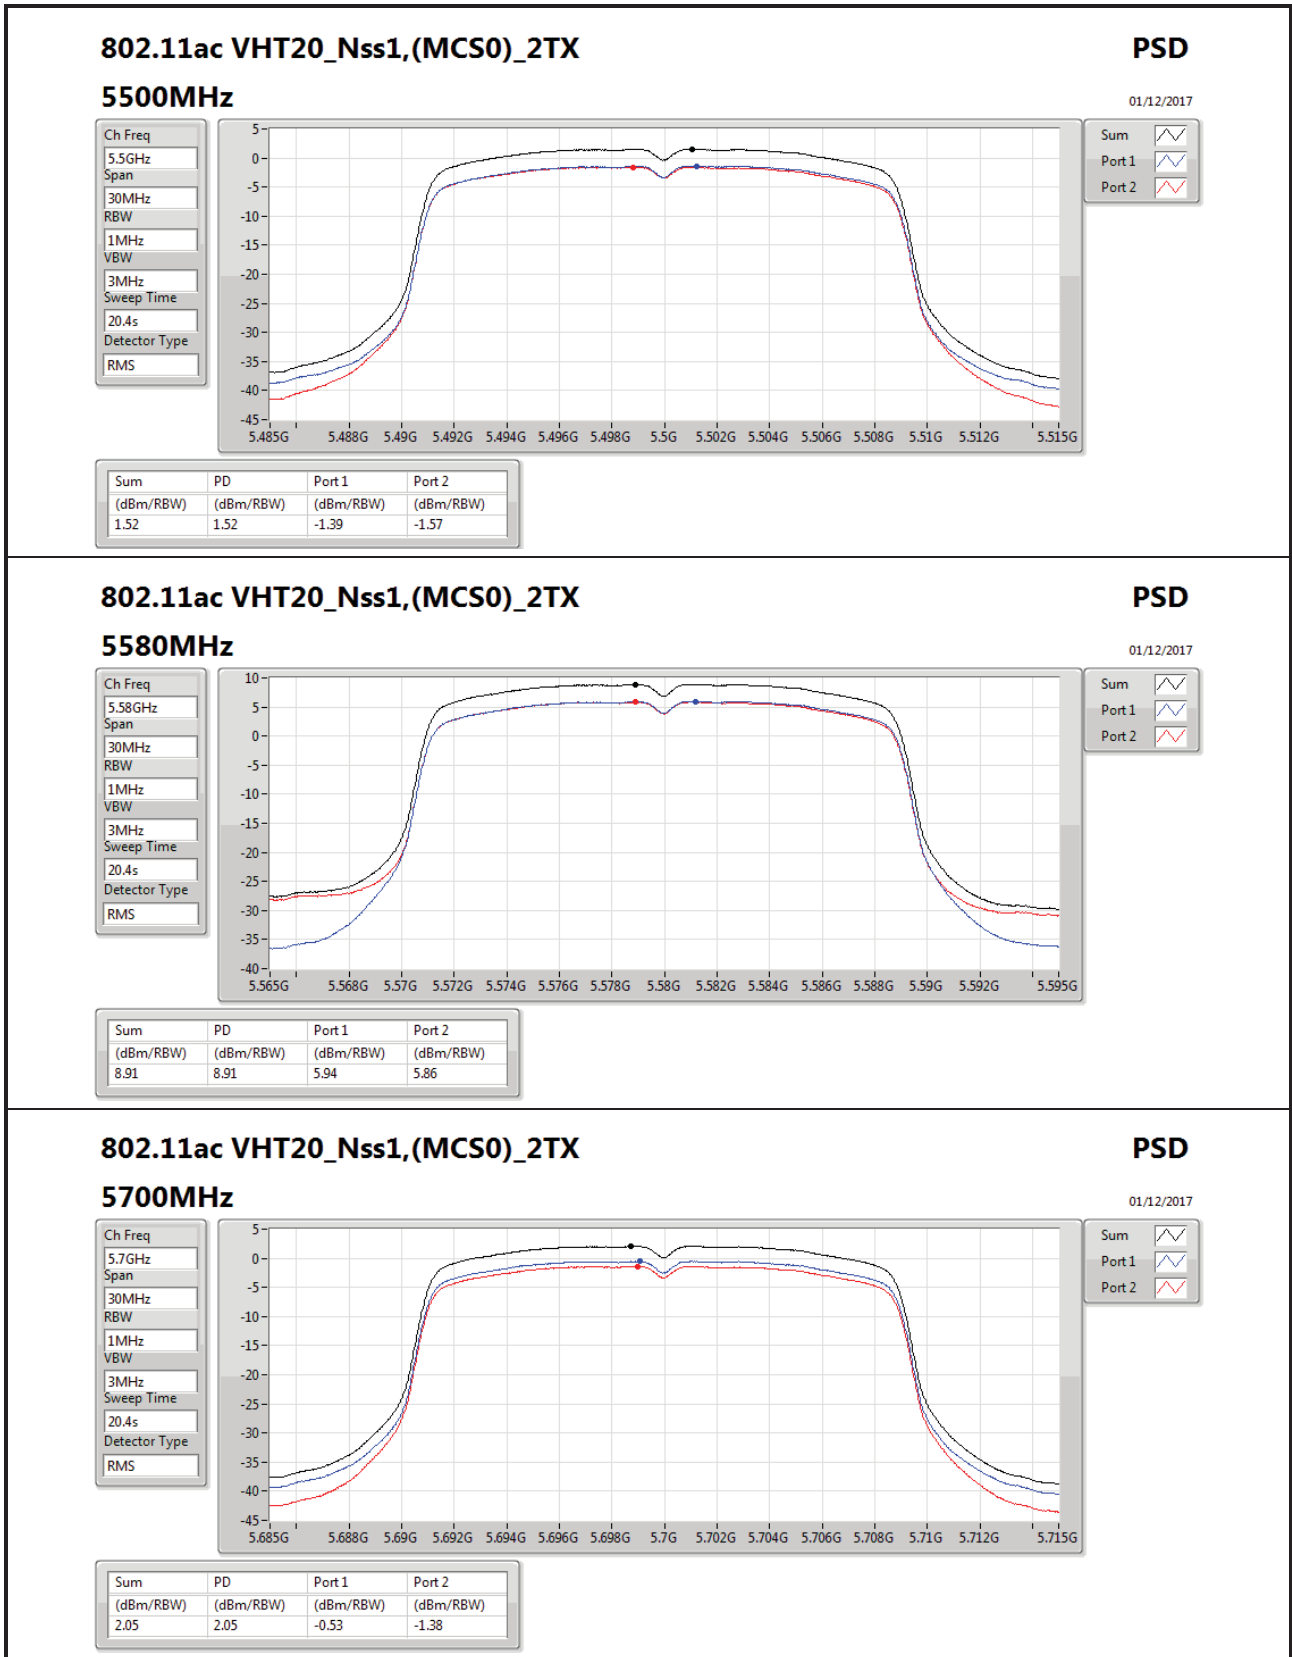 802.11ac VHT20_Nss1,(MCS0)_2TX PSD
5500MHz 01/12/2017
Ch Freq
5.5GHz
Span
30MHz
RBW
1MHz
VBW
3MHz
Sweep Time
20.4s
Detector Type
RMS
5
0
-5
-10
-15
-20
-25
-30
-35
-40
-45
5.485G 5.488G 5.49G 5.492G 5.494G 5.496G 5.498G 5.5G 5.502G 5.504G 5.506G 5.508G 5.51G 5.512G 5.515G
Sum
Port 1
Port 2
Sum PD Port 1 Port 2
(dBm/RBW) (dBm/RBW) (dBm/RBW) (dBm/RBW)
1.52 1.52 -1.39 -1.57
802.11ac VHT20_Nss1,(MCS0)_2TX PSD
5580MHz 01/12/2017
Ch Freq
5.58GHz
Span
30MHz
RBW
1MHz
VBW
3MHz
Sweep Time
20.4s
Detector Type
RMS
10
5
0
-5
-10
-15
-20
-25
-30
-35
-40
5.565G 5.568G 5.57G 5.572G 5.574G 5.576G 5.578G 5.58G 5.582G 5.584G 5.586G 5.588G 5.59G 5.592G 5.595G
Sum
Port 1
Port 2
Sum PD Port 1 Port 2
(dBm/RBW) (dBm/RBW) (dBm/RBW) (dBm/RBW)
8.91 8.91 5.94 5.86
802.11ac VHT20_Nss1,(MCS0)_2TX PSD
5700MHz 01/12/2017
Ch Freq
5.7GHz
Span
30MHz
RBW
1MHz
VBW
3MHz
Sweep Time
20.4s
Detector Type
RMS
5
0
-5
-10
-15
-20
-25
-30
-35
-40
-45
5.685G 5.688G 5.69G 5.692G 5.694G 5.696G 5.698G 5.7G 5.702G 5.704G 5.706G 5.708G 5.71G 5.712G 5.715G
Sum
Port 1
Port 2
Sum PD Port 1 Port 2
(dBm/RBW) (dBm/RBW) (dBm/RBW) (dBm/RBW)
2.05 2.05 -0.53 -1.38